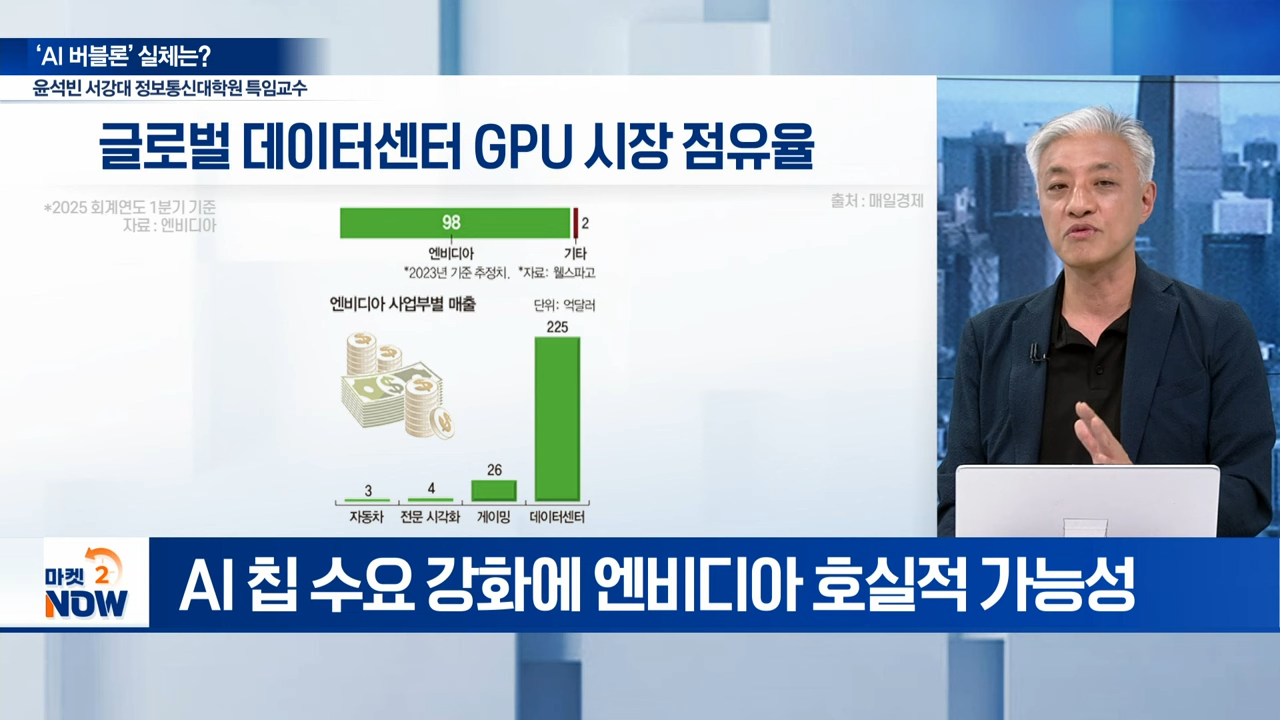 ‘AI 버블론’ 실체는?
윤석빈 서강대 정보통신대학원 특임교수
글로벌 데이터센터 GPU 시장 점유율
*2025 회계연도 1분기 기준
자료 : 엔비디아
출처 : 매일경제
98
2
엔비디아
기타
*2023년 기준 추정치. *자료: 웰스파고
엔비디아 사업부별 매출
단위: 억달러
3
4
26
225
자동차
전문 시각화
게이밍
데이터센터
마켓 2
NOW
AI 칩 수요 강화에 엔비디아 호실적 가능성